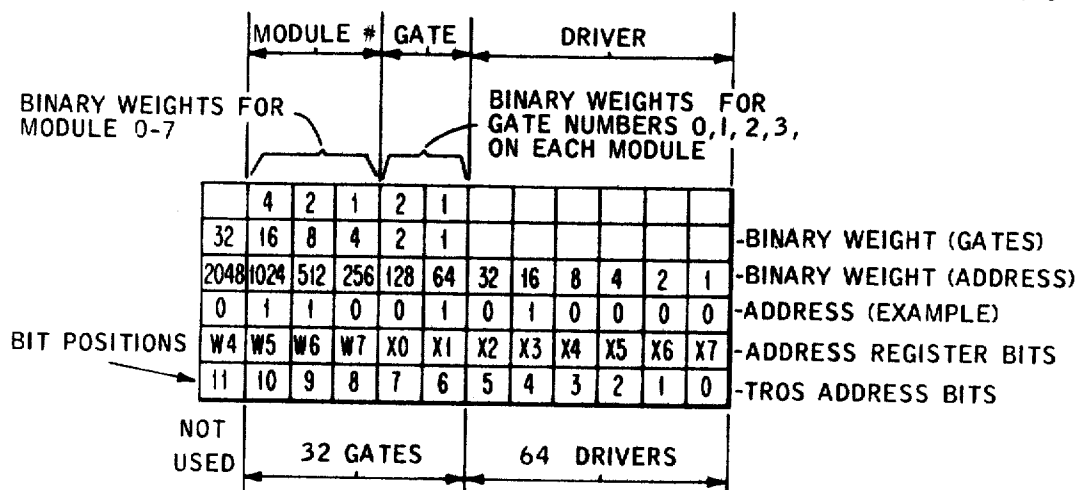 MODULE # GATE DRIVER
BINARY WEIGHTS FOR
MODULE 0-7
BINARY WEIGHTS FOR
GATE NUMBERS 0,1,2,3,
ON EACH MODULE
4 2 1 2 1
32 16 8 4 2 1 -BINARY WEIGHT (GATES)
2048 1024 512 256 128 64 32 16 8 4 2 1 -BINARY WEIGHT (ADDRESS)
0 1 1 0 0 1 0 1 0 0 0 0 -ADDRESS (EXAMPLE)
BIT POSITIONS W4 W5 W6 W7 X0 X1 X2 X3 X4 X5 X6 X7 -ADDRESS REGISTER BITS
11 10 9 8 7 6 5 4 3 2 1 0 -TROS ADDRESS BITS
NOT
USED
32 GATES 64 DRIVERS